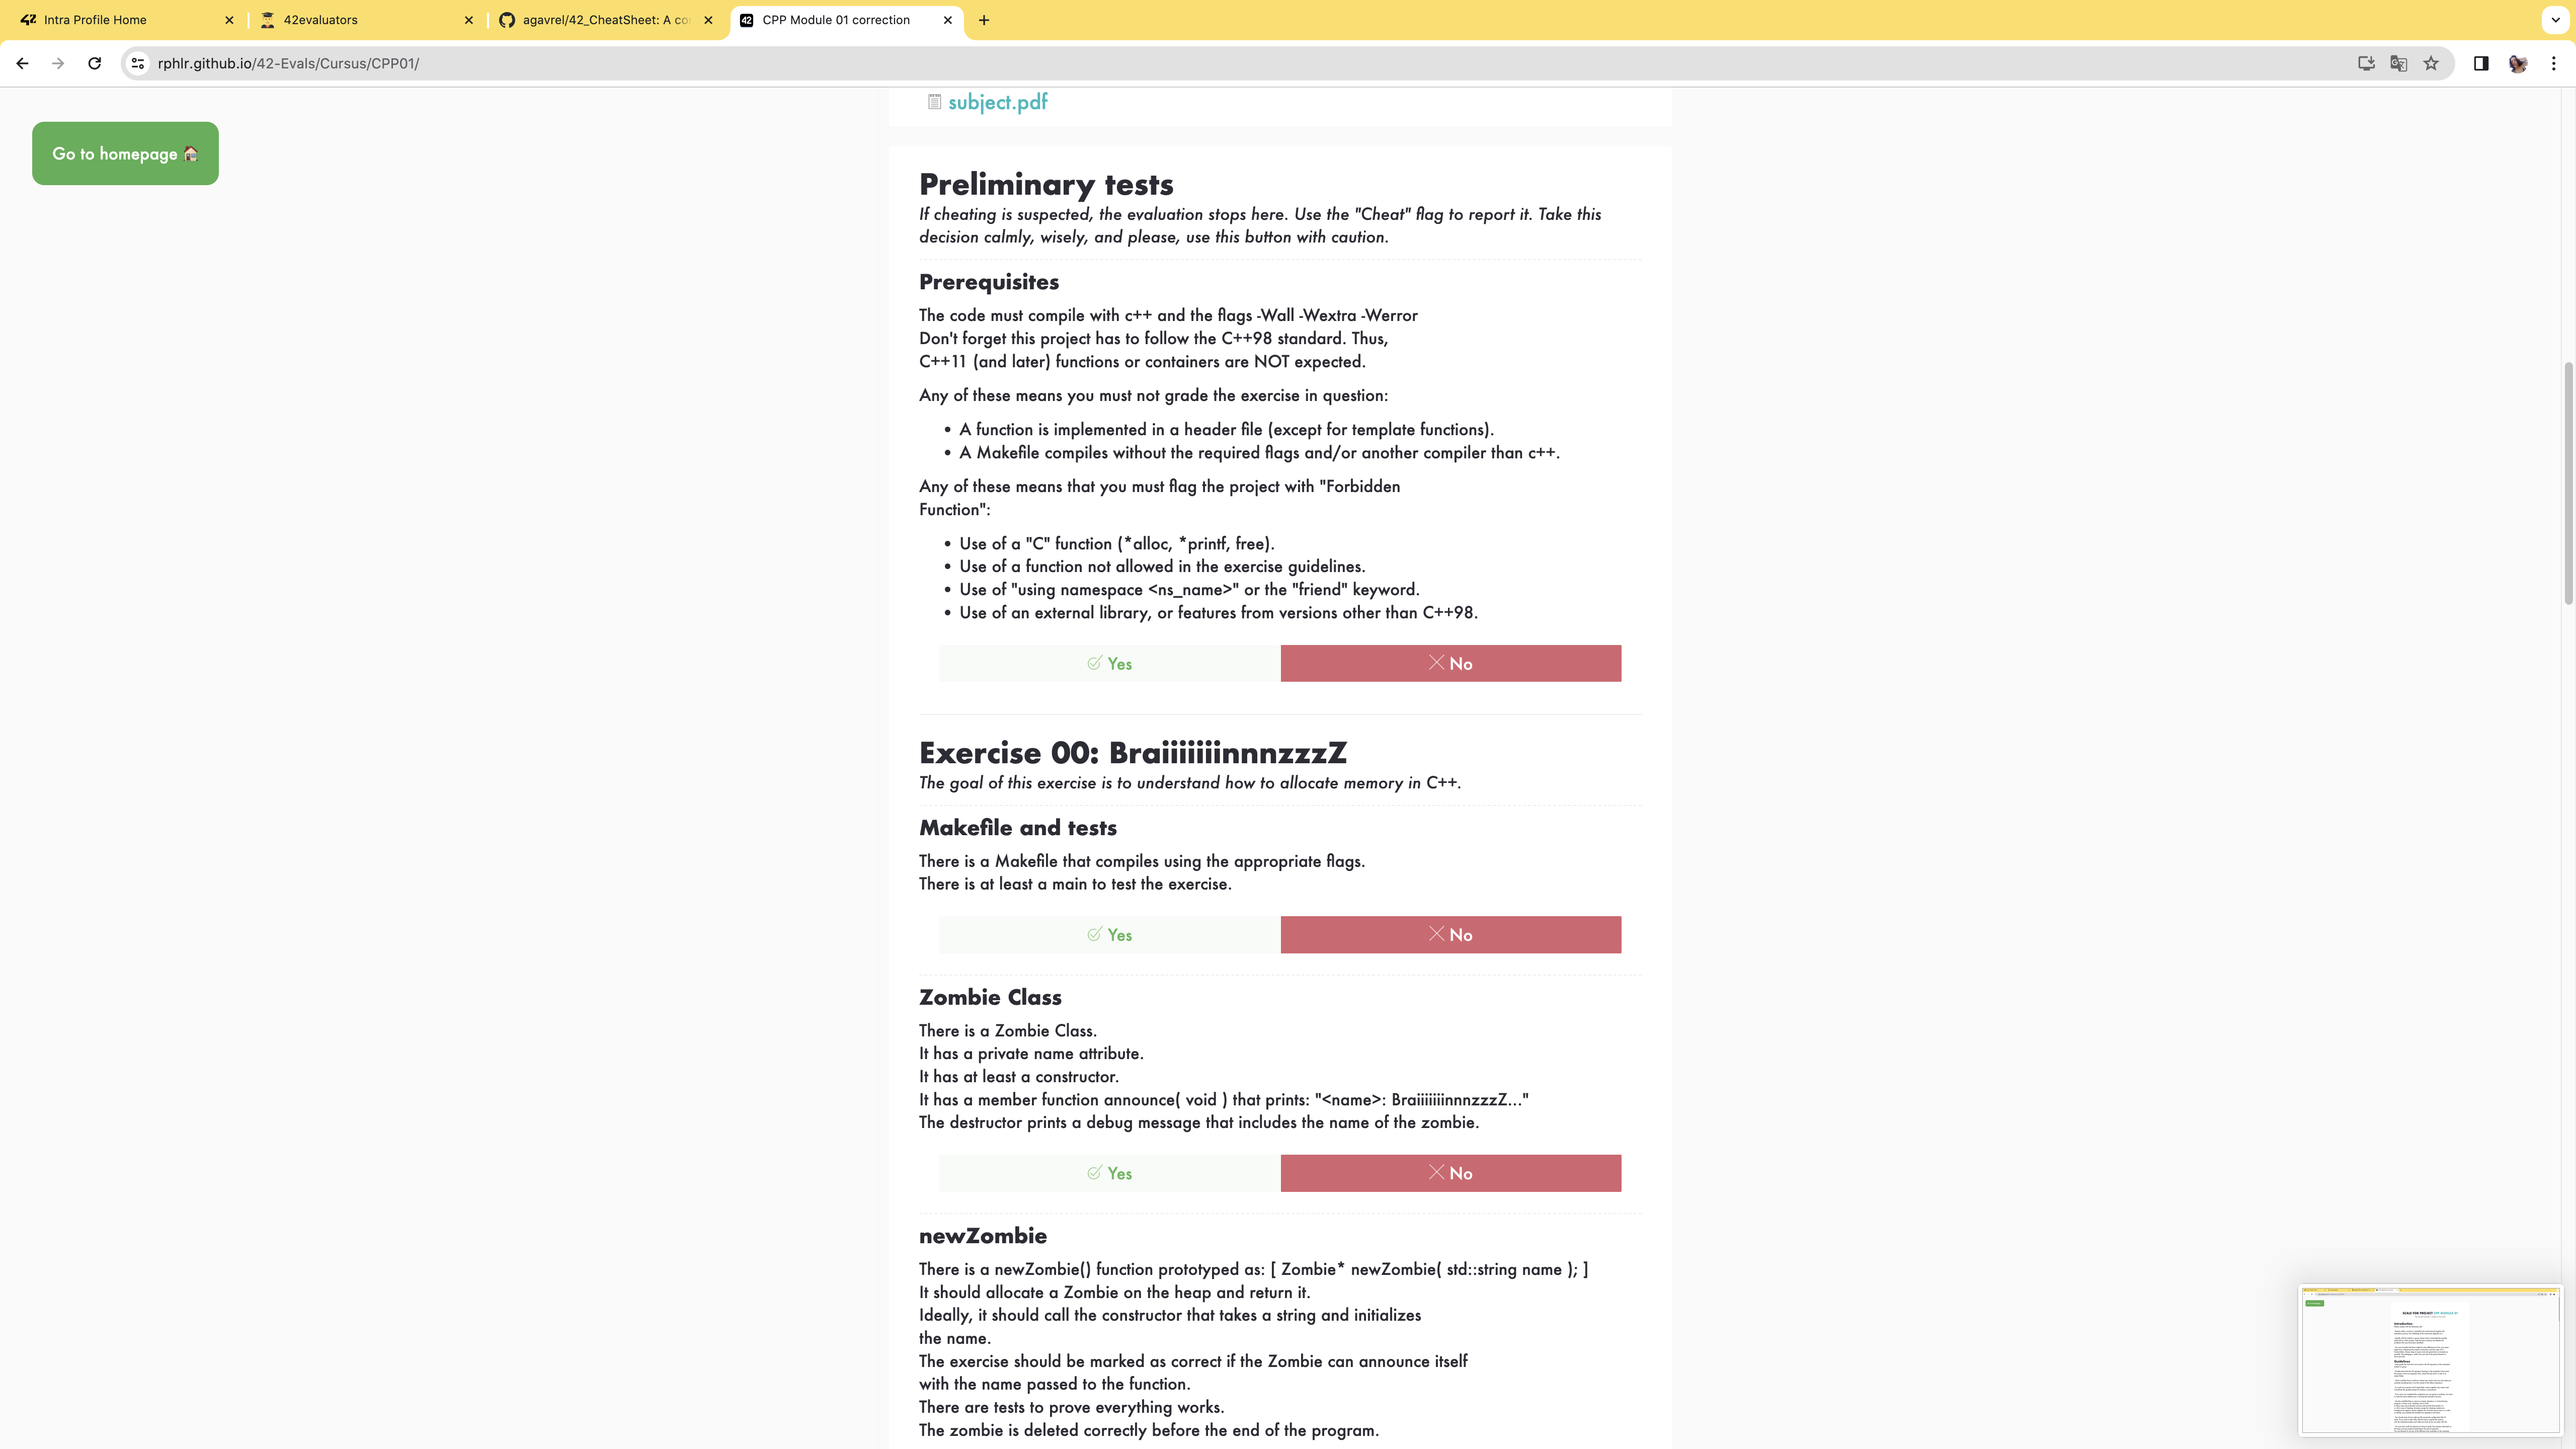 Intra Profile Home
42evaluators
agavrel/42_CheatSheet: A co
CPP Module 01 correction
rphlr.github.io/42-Evals/Cursus/CPP01/
subject.pdf
Go to homepage
Preliminary tests
If cheating is suspected, the evaluation stops here. Use the "Cheat" flag to report it. Take this
decision calmly, wisely, and please, use this button with caution.
Prerequisites
The code must compile with c++ and the flags -Wall -Wextra -Werror
Don't forget this project has to follow the C++98 standard. Thus,
C++11 (and later) functions or containers are NOT expected.
Any of these means you must not grade the exercise in question:
• A function is implemented in a header file (except for template functions).
• A Makefile compiles without the required flags and/or another compiler than c++.
Any of these means that you must flag the project with "Forbidden
Function":
• Use of a "C" function (*alloc, *printf, free).
• Use of a function not allowed in the exercise guidelines.
• Use of "using namespace <ns_name>" or the "friend" keyword.
• Use of an external library, or features from versions other than C++98.
Yes
No
Exercise 00: BraiiiiiiinnnzzzZ
The goal of this exercise is to understand how to allocate memory in C++.
Makefile and tests
There is a Makefile that compiles using the appropriate flags.
There is at least a main to test the exercise.
Yes
No
Zombie Class
There is a Zombie Class.
It has a private name attribute.
It has at least a constructor.
It has a member function announce( void ) that prints: "<name>: BraiiiiiiinnnzzzZ..."
The destructor prints a debug message that includes the name of the zombie.
Yes
No
newZombie
There is a newZombie() function prototyped as: [ Zombie* newZombie( std::string name ); ]
It should allocate a Zombie on the heap and return it.
Ideally, it should call the constructor that takes a string and initializes
the name.
The exercise should be marked as correct if the Zombie can announce itself
with the name passed to the function.
There are tests to prove everything works.
The zombie is deleted correctly before the end of the program.
Introduction
Guidelines